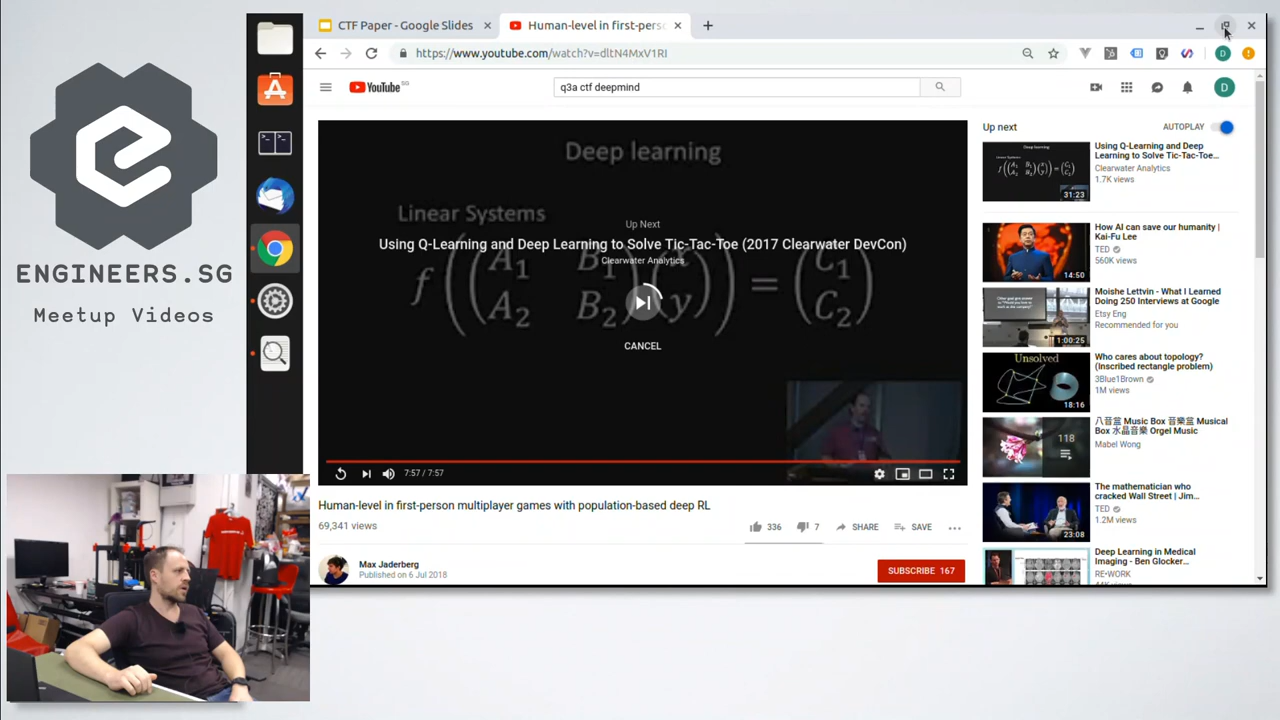 ENGINEERS.SG
Meetup Videos
CTF Paper - Google Slides
Human-level in first-pers
https://www.youtube.com/watch?v=dltN4MxV1RI
D
YouTube SG
q3a ctf deepmind
D
Deep learning
Linear Systems
Up Next
Using Q-Learning and Deep Learning to Solve Tic-Tac-Toe (2017 Clearwater DevCon)
Clearwater Analytics
CANCEL
7:57 / 7:57
Human-level in first-person multiplayer games with population-based deep RL
69,341 views
336
7
SHARE
SAVE
Max Jaderberg
Published on 6 Jul 2018
SUBSCRIBE 167
Up next
AUTOPLAY
Using Q-Learning and Deep
Learning to Solve Tic-Tac-Toe...
Clearwater Analytics
1.7K views
31:23
How AI can save our humanity |
Kai-Fu Lee
TED
560K views
14:50
Moishe Lettvin - What I Learned
Doing 250 Interviews at Google
Etsy Eng
Recommended for you
1:00:25
Unsolved
Who cares about topology?
(Inscribed rectangle problem)
3Blue1Brown
1M views
18:16
八音盒 Music Box 音樂盒 Musical
Box 水晶音樂 Orgel Music
Mabel Wong
118
The mathematician who
cracked Wall Street | Jim...
TED
1.2M views
23:08
Deep Learning in Medical
Imaging - Ben Glocker...
RE•WORK